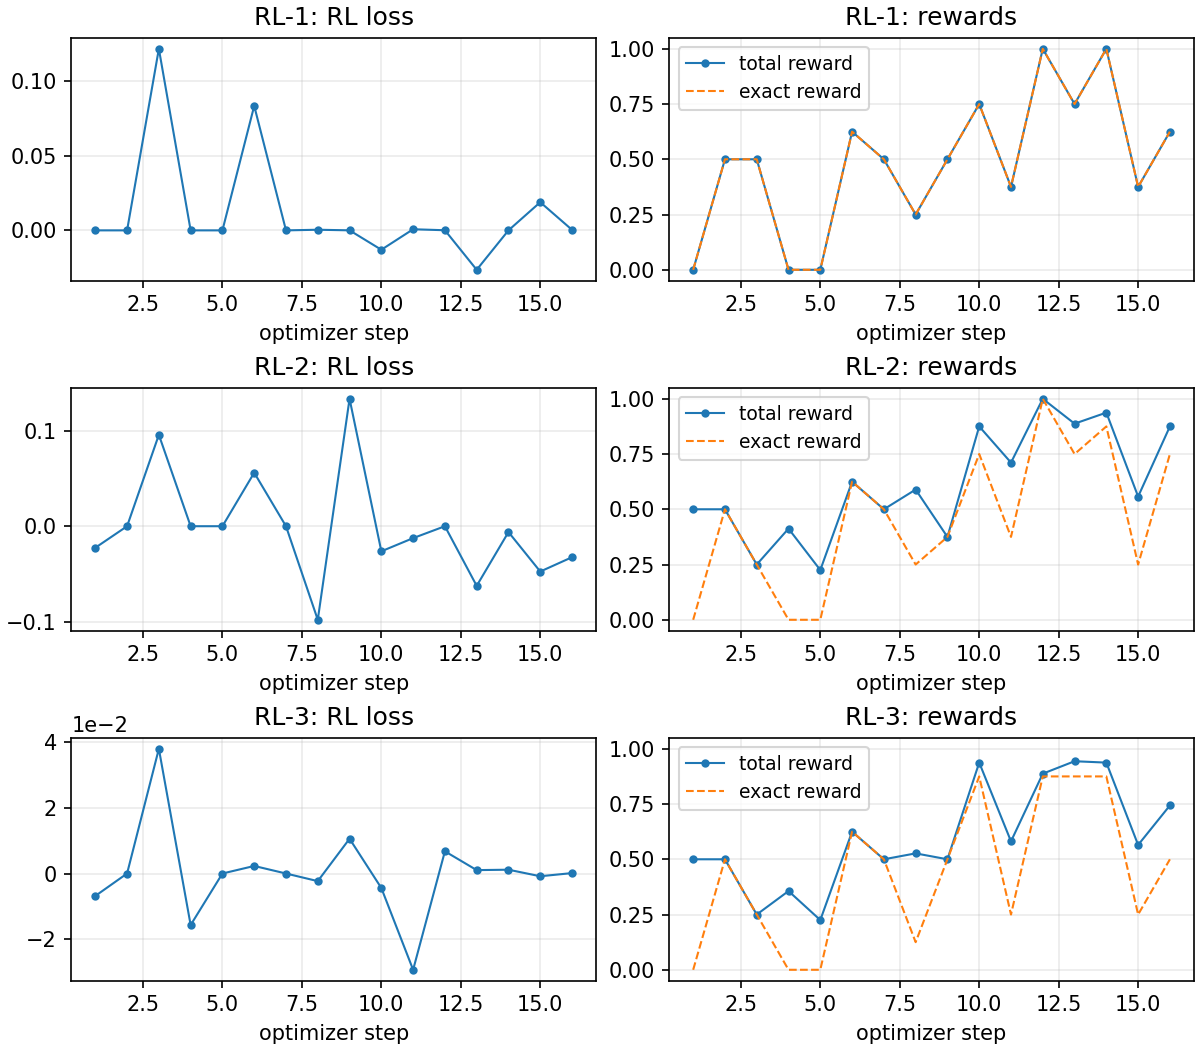 RL-1: RL loss
0.10
0.05
0.00
2.5 5.0 7.5 10.0 12.5 15.0
optimizer step
RL-1: rewards
total reward
exact reward
1.00
0.75
0.50
0.25
0.00
2.5 5.0 7.5 10.0 12.5 15.0
optimizer step
RL-2: RL loss
0.1
0.0
−0.1
2.5 5.0 7.5 10.0 12.5 15.0
optimizer step
RL-2: rewards
total reward
exact reward
1.00
0.75
0.50
0.25
0.00
2.5 5.0 7.5 10.0 12.5 15.0
optimizer step
RL-3: RL loss
1e−2
4
2
0
−2
2.5 5.0 7.5 10.0 12.5 15.0
optimizer step
RL-3: rewards
total reward
exact reward
1.00
0.75
0.50
0.25
0.00
2.5 5.0 7.5 10.0 12.5 15.0
optimizer step